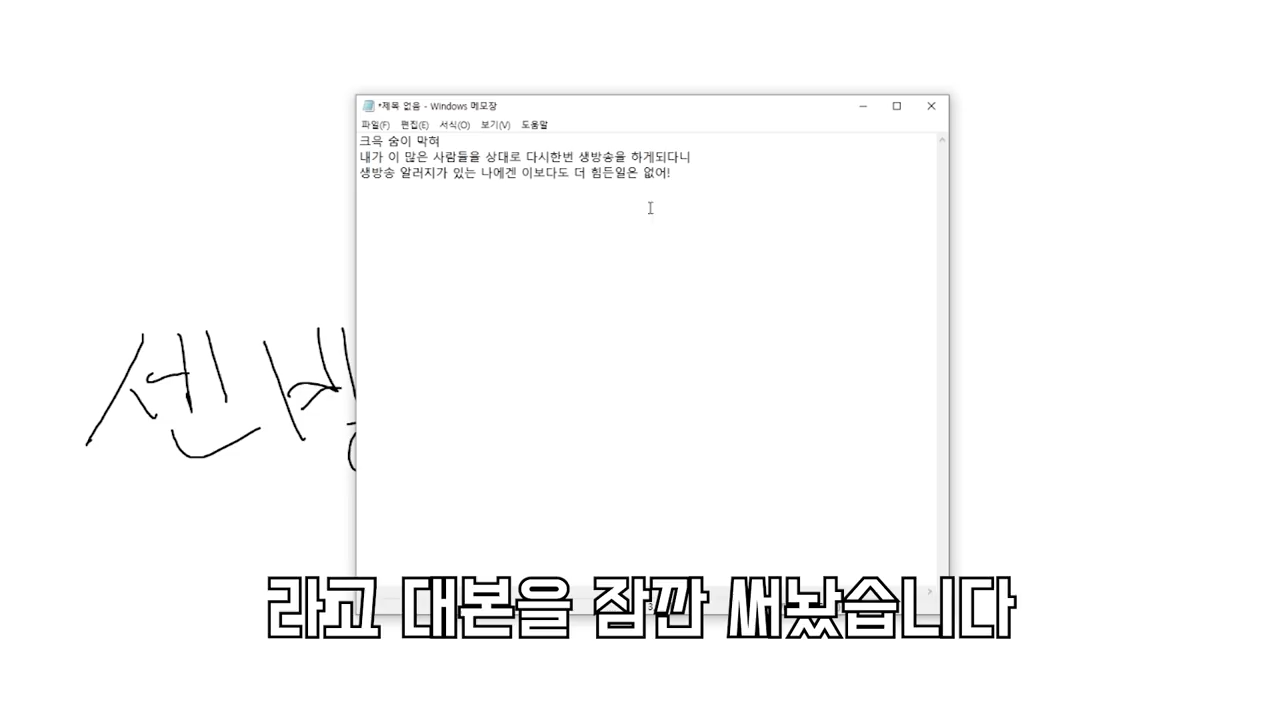 *제목 없음 - Windows 메모장
파일(F) 편집(E) 서식(O) 보기(V) 도움말
크윽 숨이 막혀
내가 이 많은 사람들을 상대로 다시한번 생방송을 하게되다니
생방송 알러지가 있는 나에겐 이보다도 더 힘든일은 없어!
센
라고 대본을 잠깐 써놨습니다